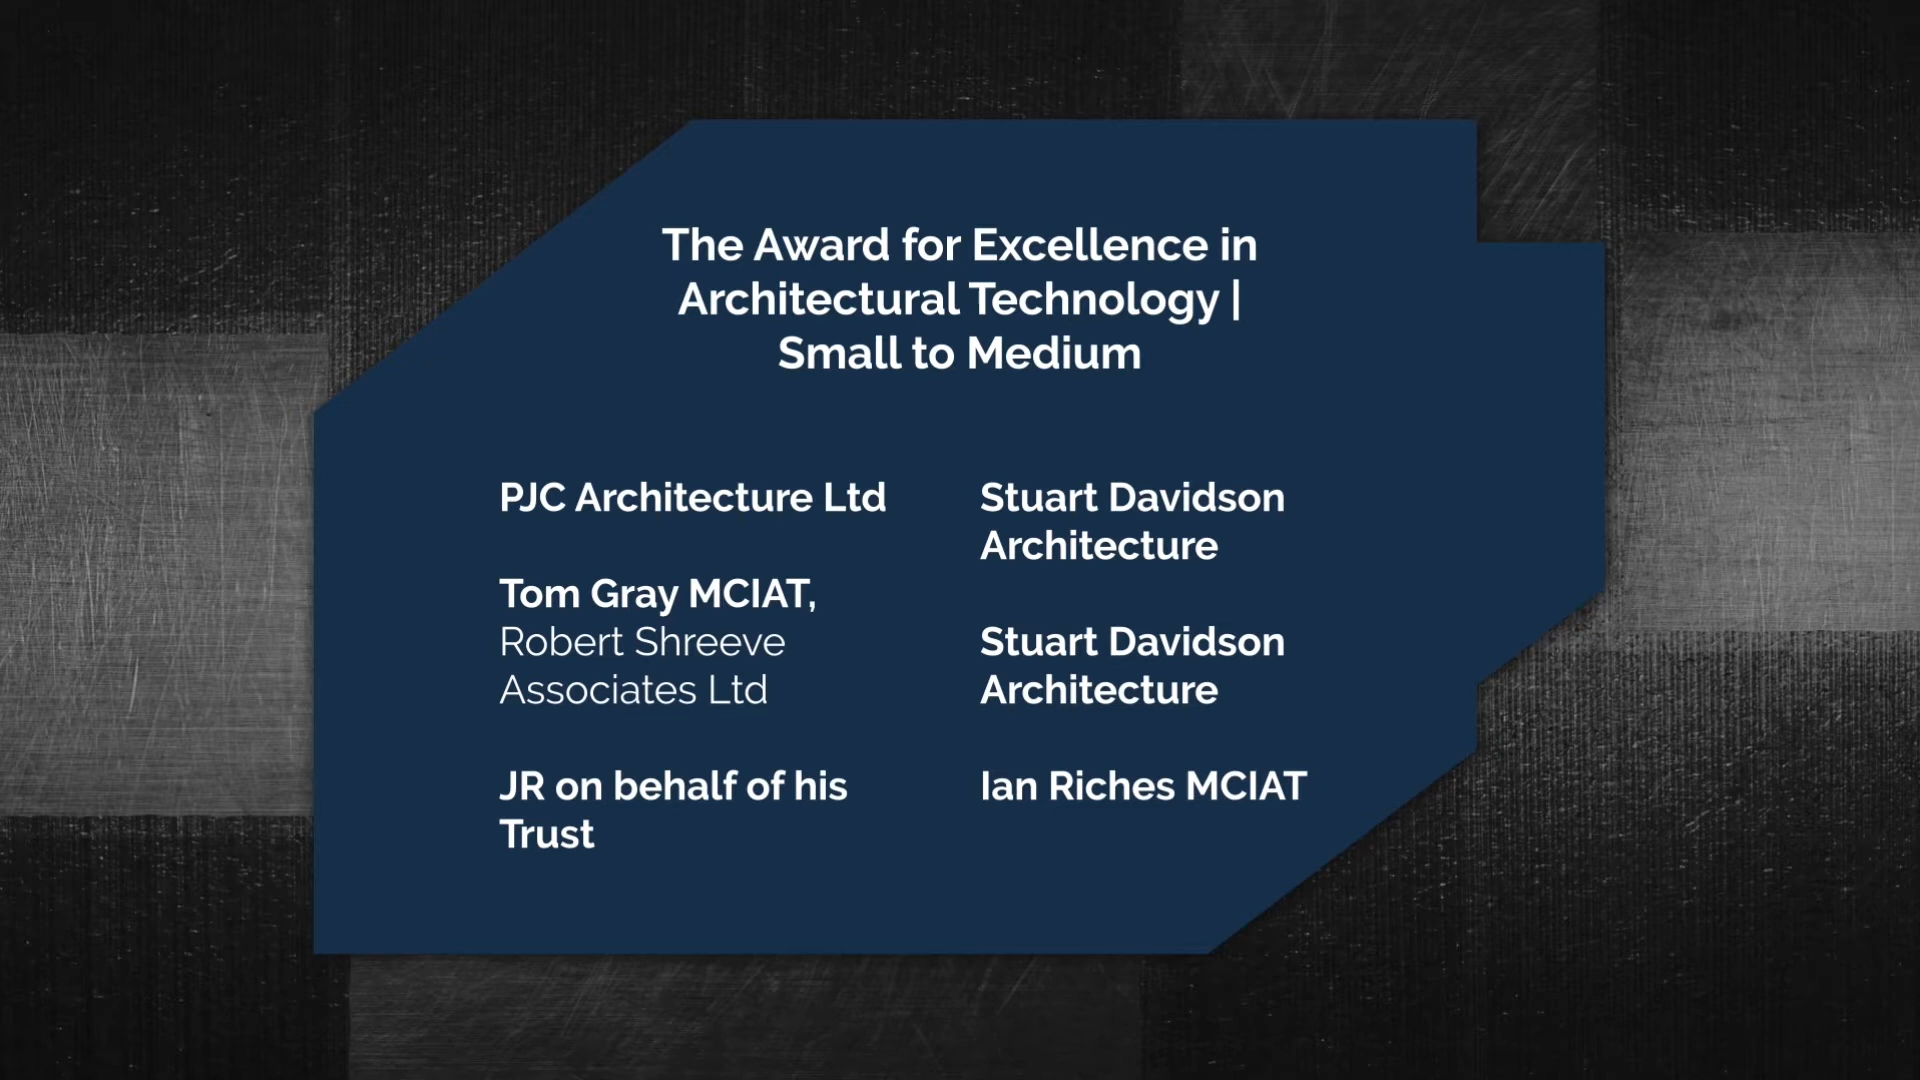 The Award for Excellence in
Architectural Technology |
Small to Medium
PJC Architecture Ltd
Tom Gray MCIAT,
Robert Shreeve
Associates Ltd
JR on behalf of his
Trust
Stuart Davidson
Architecture
Stuart Davidson
Architecture
Ian Riches MCIAT